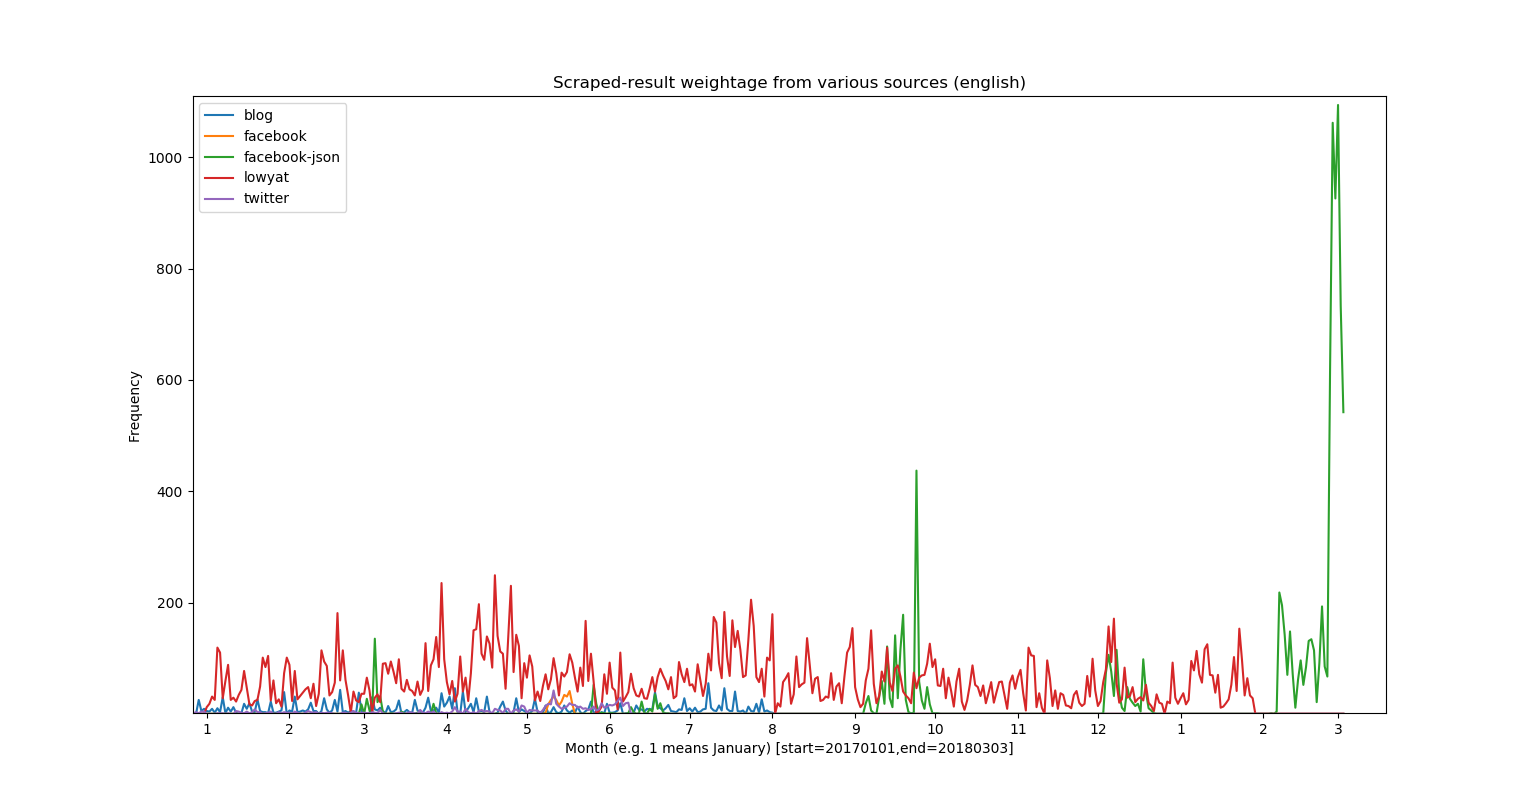 Scraped-result weightage from various sources (english)
blog
facebook
facebook-json
lowyat
twitter
1000
800
600
400
200
Frequency
1 2 3 4 5 6 7 8 9 10 11 12 1 2 3
Month (e.g. 1 means January) [start=20170101,end=20180303]